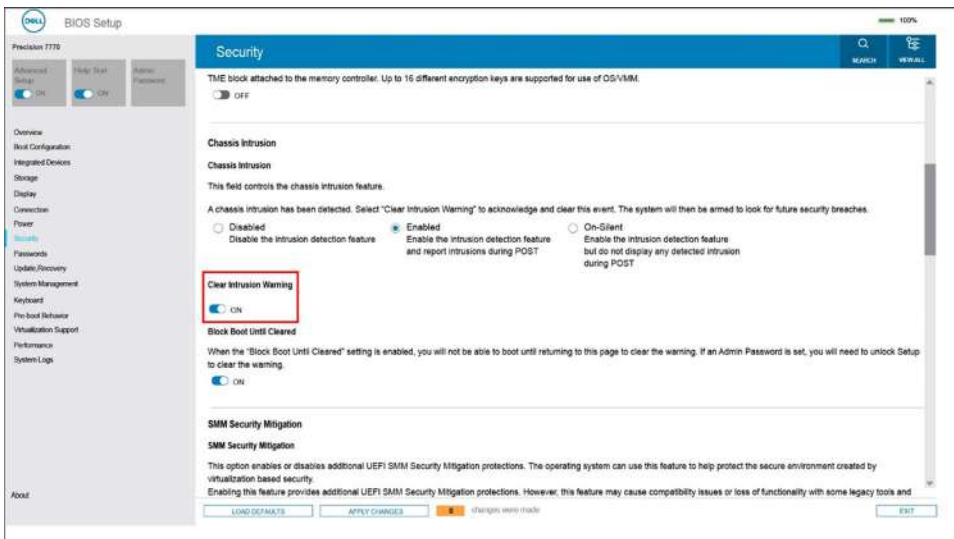 DELL
BIOS Setup
100%
Precision 7770
Advanced Setup
ON
Help Text
ON
Admin Password
Security
SEARCH
VIEW ALL
Overview
Boot Configuration
Integrated Devices
Storage
Display
Connection
Power
Security
Passwords
Update,Recovery
System Management
Keyboard
Pre-boot Behavior
Virtualization Support
Performance
System Logs
About
TME block attached to the memory controller. Up to 16 different encryption keys are supported for use of OS/VMM.
OFF
Chassis Intrusion
Chassis Intrusion
This field controls the chassis intrusion feature.
A chassis intrusion has been detected. Select "Clear Intrusion Warning" to acknowledge and clear this event. The system will then be armed to look for future security breaches.
Disabled
Disable the intrusion detection feature
Enabled
Enable the intrusion detection feature
and report intrusions during POST
On-Silent
Enable the intrusion detection feature
but do not display any detected intrusion
during POST
Clear Intrusion Warning
ON
Block Boot Until Cleared
When the "Block Boot Until Cleared" setting is enabled, you will not be able to boot until returning to this page to clear the warning. If an Admin Password is set, you will need to unlock Setup
to clear the warning.
ON
SMM Security Mitigation
SMM Security Mitigation
This option enables or disables additional UEFI SMM Security Mitigation protections. The operating system can use this feature to help protect the secure environment created by
virtualization based security.
Enabling this feature provides additional UEFI SMM Security Mitigation protections. However, this feature may cause compatibility issues or loss of functionality with some legacy tools and
LOAD DEFAULTS
APPLY CHANGES
changes were made
EXIT